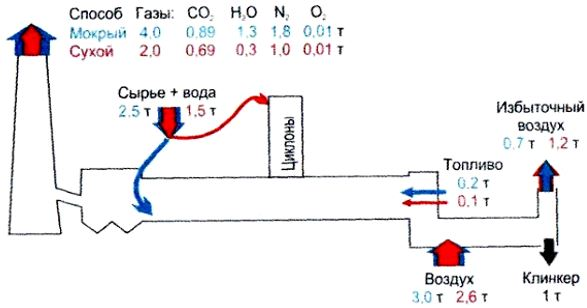 Способ Газы: CO₂ H₂O N₂ O₂
Мокрый 4,0 0,89 1,3 1,8 0,01 т
Сухой 2,0 0,69 0,3 1,0 0,01 т
Сырье + вода
2.5 т 1,5 т
Циклоны
Избыточный
воздух
0.7 т 1,2 т
Топливо
0.2 т
0.1 т
Воздух
3,0 т 2,6 т
Клинкер
1 т